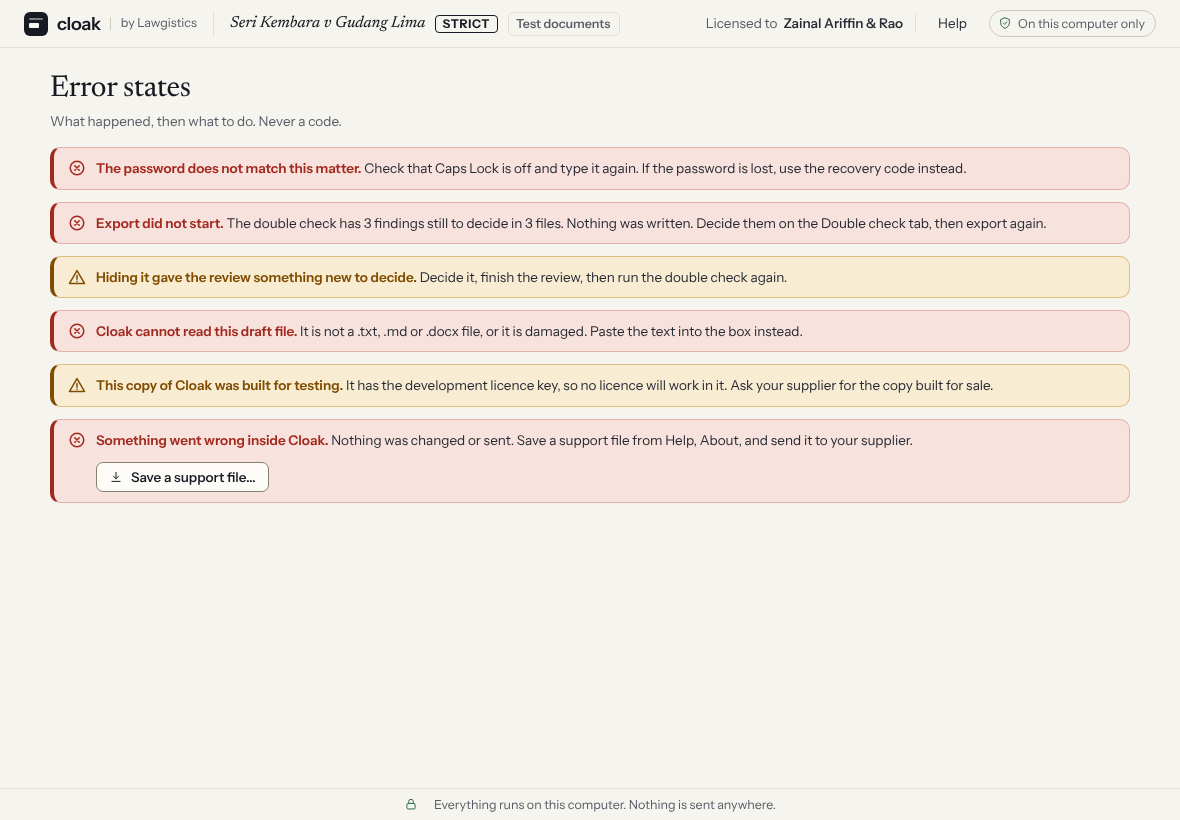 cloak by Lawgistics Seri Kembara v Gudang Lima STRICT Test documents Licensed to Zainal Ariffin & Rao Help On this computer only
Error states
What happened, then what to do. Never a code.
The password does not match this matter. Check that Caps Lock is off and type it again. If the password is lost, use the recovery code instead.
Export did not start. The double check has 3 findings still to decide in 3 files. Nothing was written. Decide them on the Double check tab, then export again.
Hiding it gave the review something new to decide. Decide it, finish the review, then run the double check again.
Cloak cannot read this draft file. It is not a .txt, .md or .docx file, or it is damaged. Paste the text into the box instead.
This copy of Cloak was built for testing. It has the development licence key, so no licence will work in it. Ask your supplier for the copy built for sale.
Something went wrong inside Cloak. Nothing was changed or sent. Save a support file from Help, About, and send it to your supplier.
Save a support file...
Everything runs on this computer. Nothing is sent anywhere.